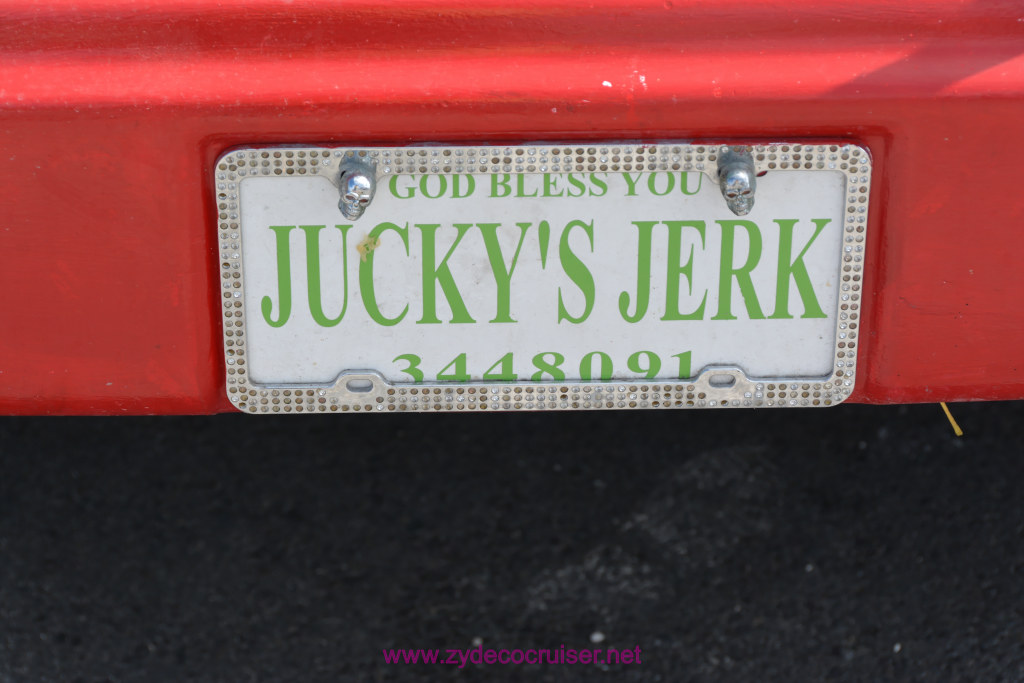 GOD BLESS YOU
JUCKY'S JERK
3448091
www.zydecocruiser.net